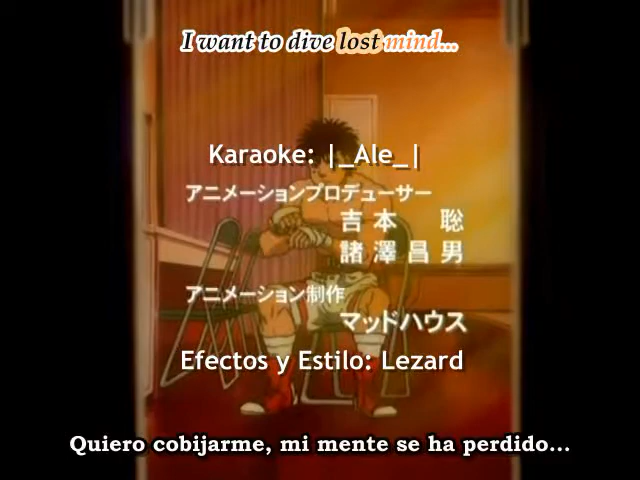 I want to dive lost mind...
Karaoke: |_Ale_|
アニメーションプロデューサー
吉本 聡
諸澤昌男
アニメーション制作
マッドハウス
Efectos y Estilo: Lezard
Quiero cobijarme, mi mente se ha perdido...